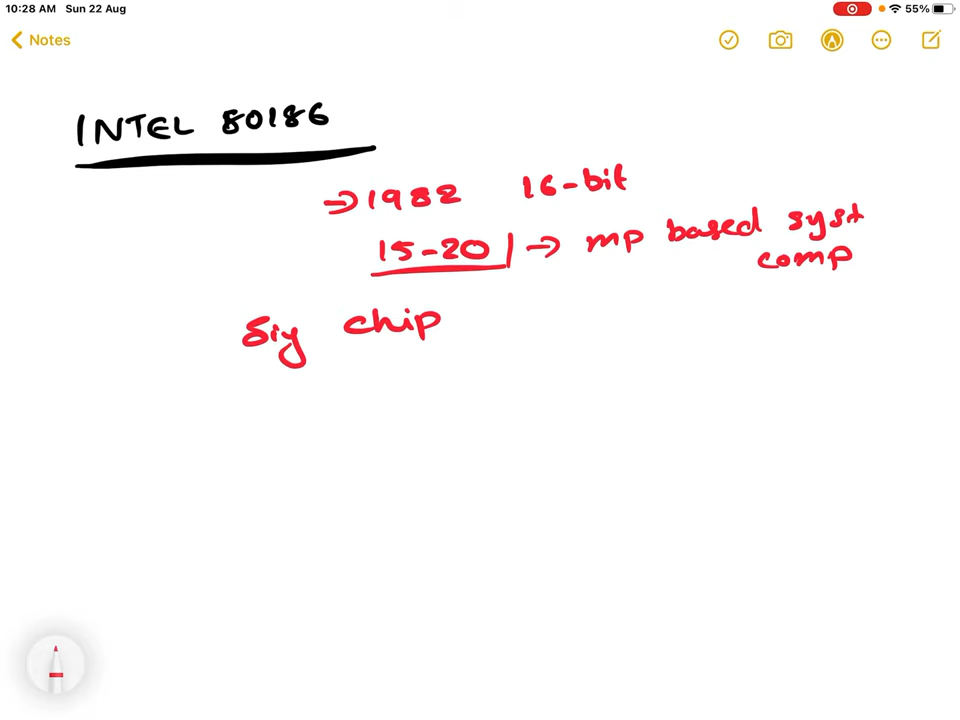 10:28 AM Sun 22 Aug 55%
Notes
INTEL 80186
→ 1982 16-bit
15-20 → mp based syst
comp
Sig chip